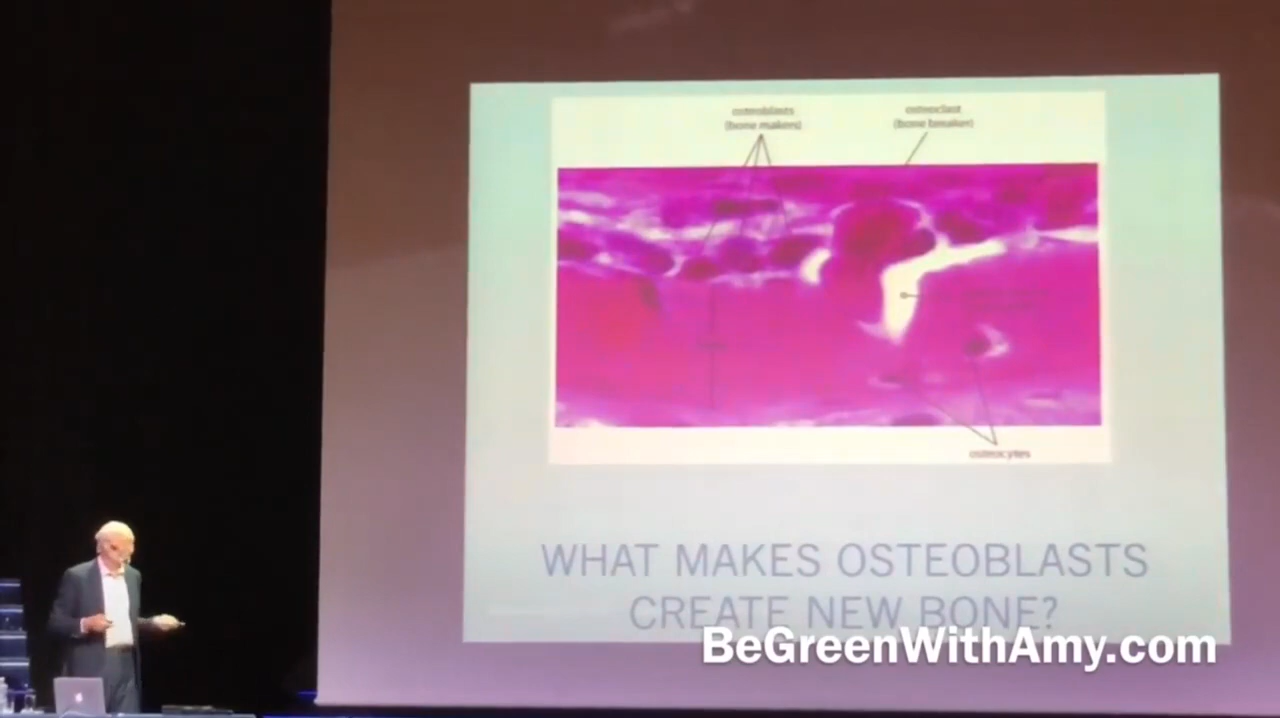 osteoblasts
(bone makers)
osteoclast
(bone breaker)
osteocytes
WHAT MAKES OSTEOBLASTS
CREATE NEW BONE?
BeGreenWithAmy.com